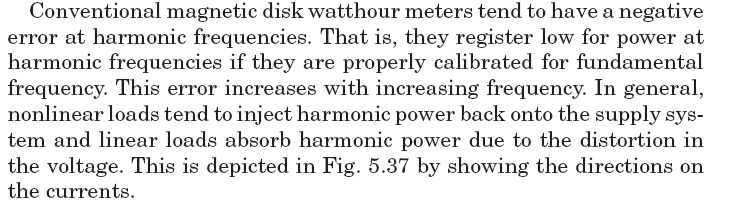 Conventional magnetic disk watthour meters tend to have a negative
error at harmonic frequencies. That is, they register low for power at
harmonic frequencies if they are properly calibrated for fundamental
frequency. This error increases with increasing frequency. In general,
nonlinear loads tend to inject harmonic power back onto the supply sys-
tem and linear loads absorb harmonic power due to the distortion in
the voltage. This is depicted in Fig. 5.37 by showing the directions on
the currents.